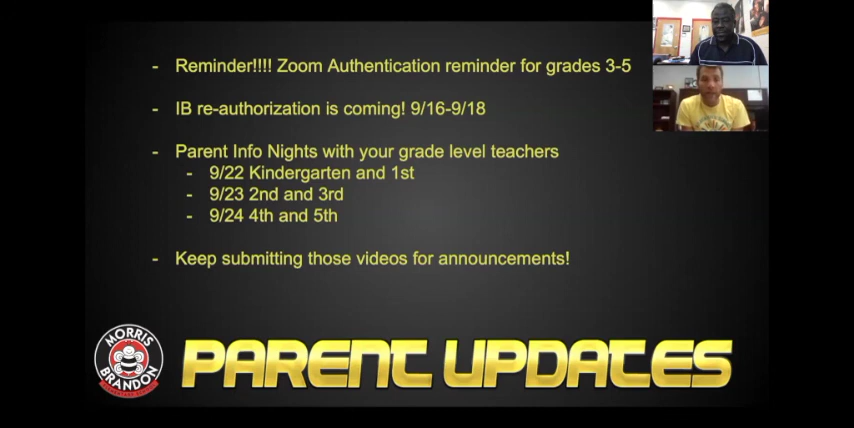 - Reminder!!!! Zoom Authentication reminder for grades 3-5
- IB re-authorization is coming! 9/16-9/18
- Parent Info Nights with your grade level teachers
- 9/22 Kindergarten and 1st
- 9/23 2nd and 3rd
- 9/24 4th and 5th
- Keep submitting those videos for announcements!
MORRIS
BRANDON
PARENT UPDATES